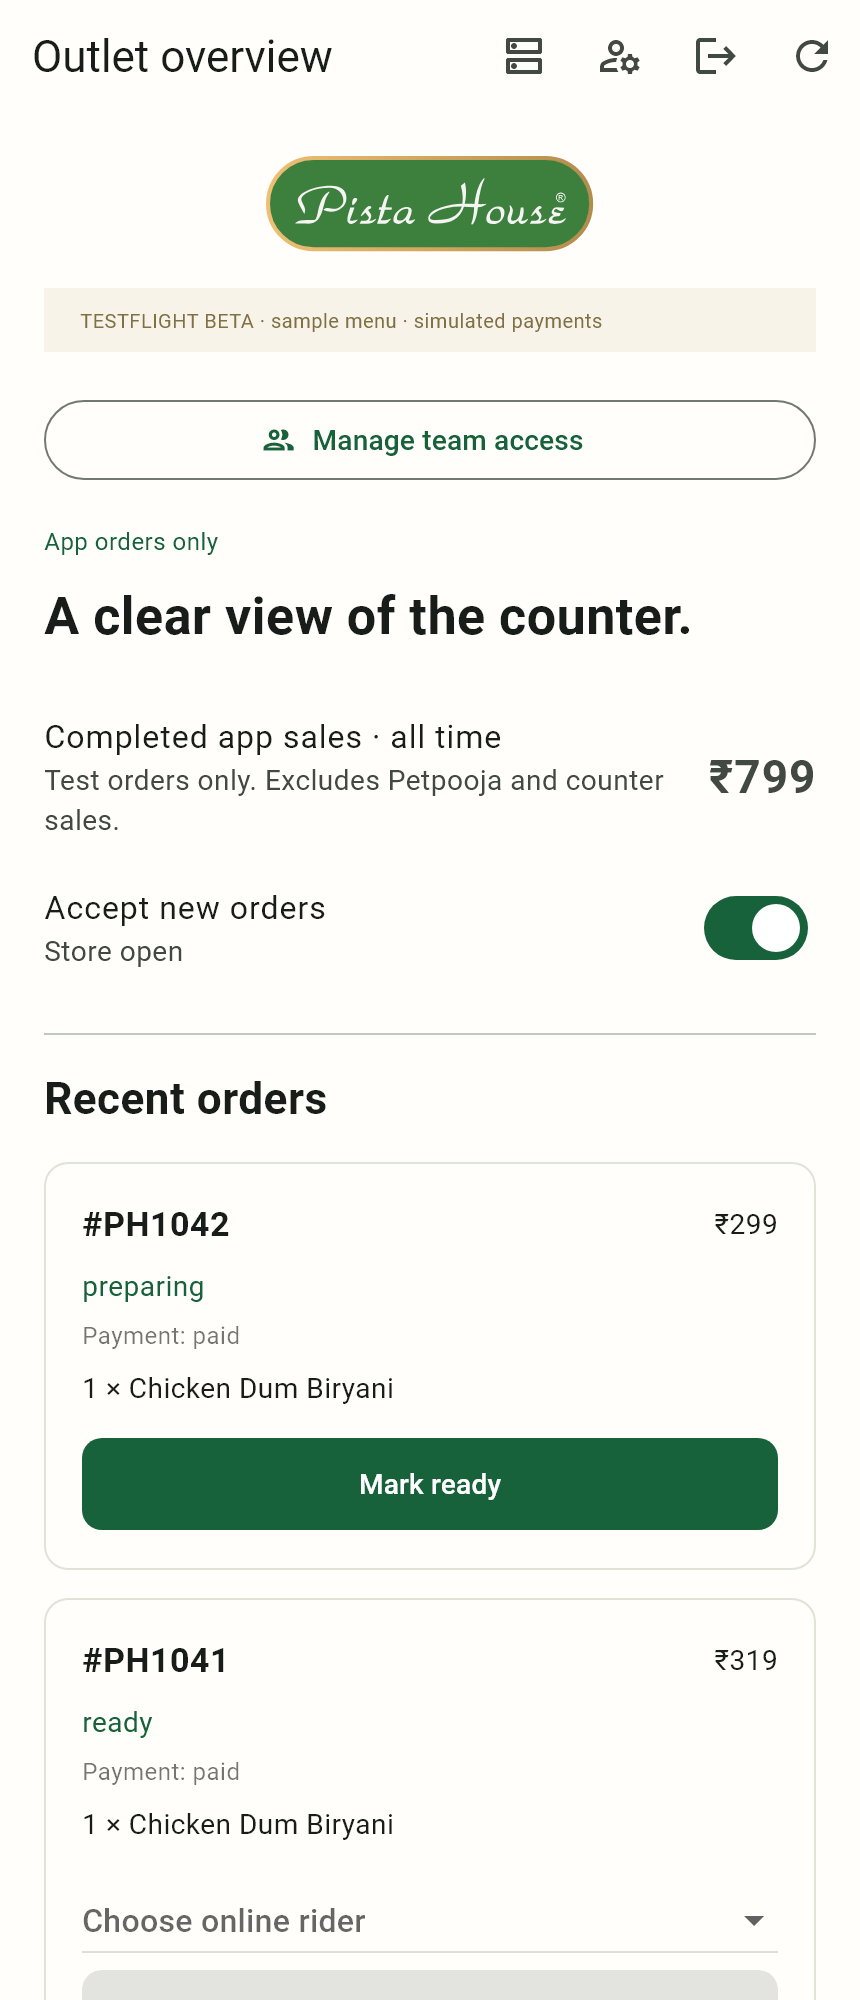 Outlet overview
Pista House®
TESTFLIGHT BETA · sample menu · simulated payments
Manage team access
App orders only
A clear view of the counter.
Completed app sales · all time
Test orders only. Excludes Petpooja and counter
sales.
₹799
Accept new orders
Store open
Recent orders
#PH1042
₹299
preparing
Payment: paid
1 × Chicken Dum Biryani
Mark ready
#PH1041
₹319
ready
Payment: paid
1 × Chicken Dum Biryani
Choose online rider